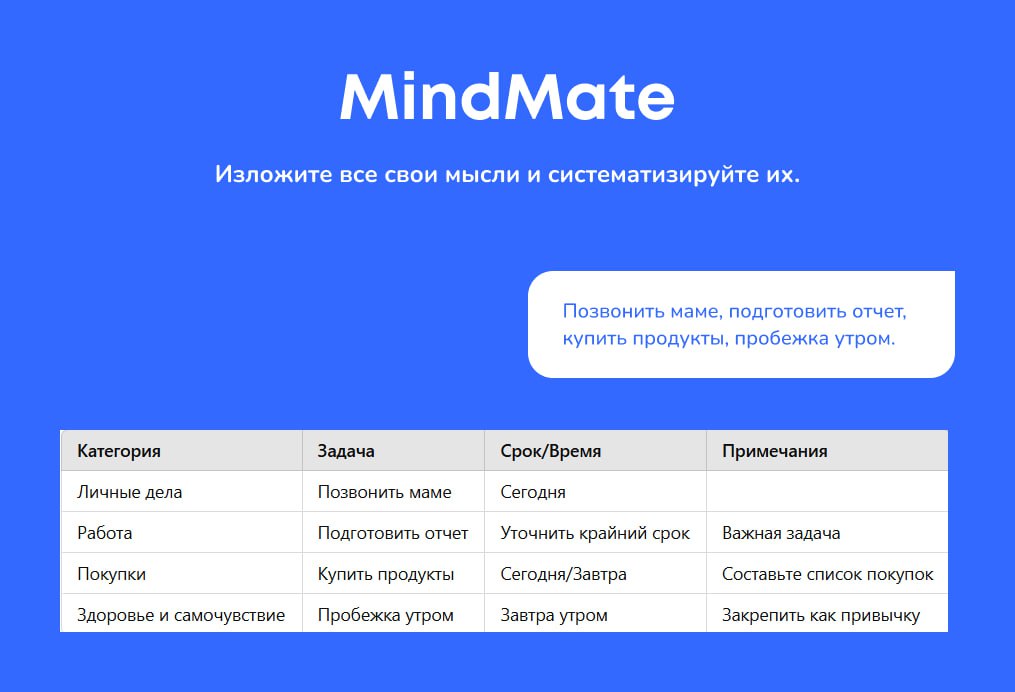 MindMate
Изложите все свои мысли и систематизируйте их.
Позвонить маме, подготовить отчет,
купить продукты, пробежка утром.
Категория Задача Срок/Время Примечания
Личные дела Позвонить маме Сегодня
Работа Подготовить отчет Уточнить крайний срок Важная задача
Покупки Купить продукты Сегодня/Завтра Составьте список покупок
Здоровье и самочувствие Пробежка утром Завтра утром Закрепить как привычку